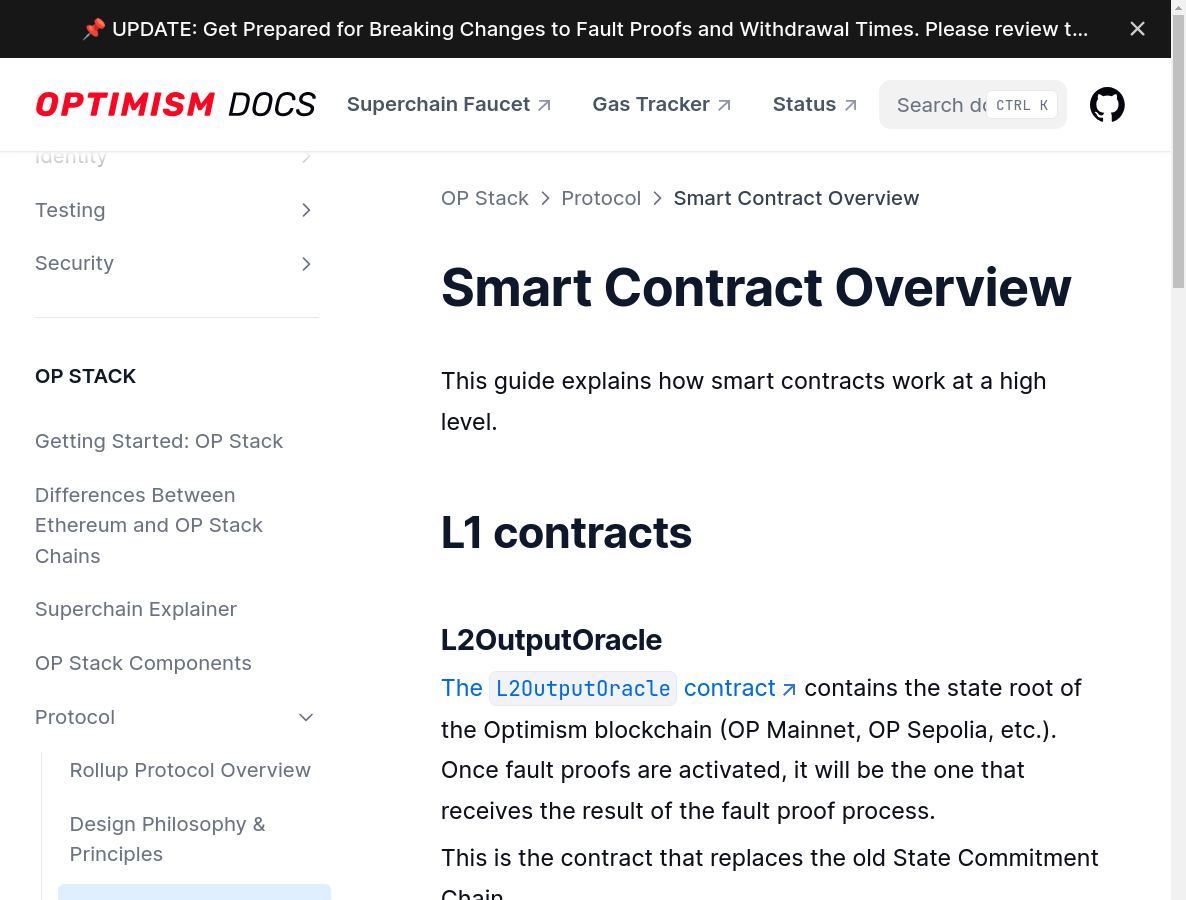 📌 UPDATE: Get Prepared for Breaking Changes to Fault Proofs and Withdrawal Times. Please review t...
OPTIMISM DOCS
Superchain Faucet
Gas Tracker
Status
Search do
CTRL K
Identity
Testing
Security
OP STACK
Getting Started: OP Stack
Differences Between
Ethereum and OP Stack
Chains
Superchain Explainer
OP Stack Components
Protocol
Rollup Protocol Overview
Design Philosophy &
Principles
OP Stack > Protocol > Smart Contract Overview
Smart Contract Overview
This guide explains how smart contracts work at a high
level.
L1 contracts
L2OutputOracle
The L2OutputOracle contract contains the state root of
the Optimism blockchain (OP Mainnet, OP Sepolia, etc.).
Once fault proofs are activated, it will be the one that
receives the result of the fault proof process.
This is the contract that replaces the old State Commitment
Chain